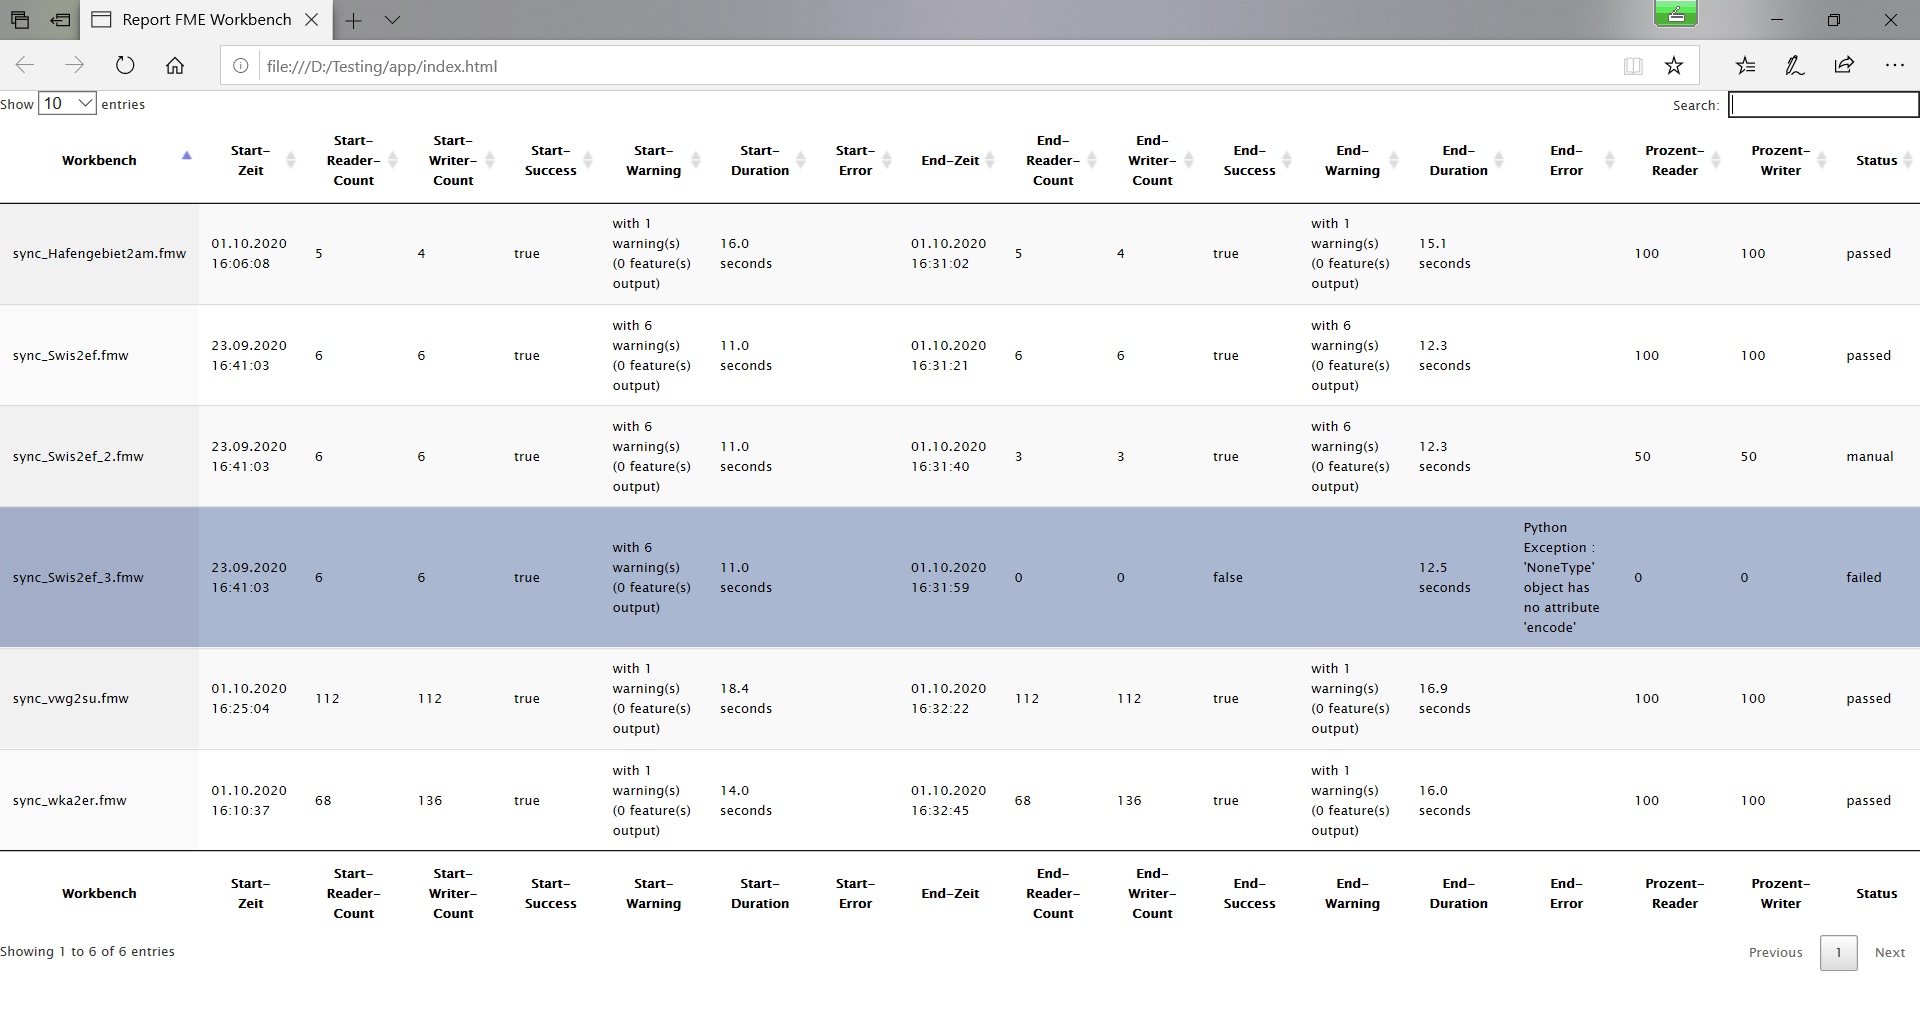 Report FME Workbench
file:///D:/Testing/app/index.html
Show 10 entries
Search:
Workbench
Start-
Zeit
Start-
Reader-
Count
Start-
Writer-
Count
Start-
Success
Start-
Warning
Start-
Duration
Start-
Error
End-Zeit
End-
Reader-
Count
End-
Writer-
Count
End-
Success
End-
Warning
End-
Duration
End-
Error
Prozent-
Reader
Prozent-
Writer
Status
sync_Hafengebiet2am.fmw
01.10.2020
16:06:08
5
4
true
with 1
warning(s)
(0 feature(s)
output)
16.0
seconds
01.10.2020
16:31:02
5
4
true
with 1
warning(s)
(0 feature(s)
output)
15.1
seconds
100
100
passed
sync_Swis2ef.fmw
23.09.2020
16:41:03
6
6
true
with 6
warning(s)
(0 feature(s)
output)
11.0
seconds
01.10.2020
16:31:21
6
6
true
with 6
warning(s)
(0 feature(s)
output)
12.3
seconds
100
100
passed
sync_Swis2ef_2.fmw
23.09.2020
16:41:03
6
6
true
with 6
warning(s)
(0 feature(s)
output)
11.0
seconds
01.10.2020
16:31:40
3
3
true
with 6
warning(s)
(0 feature(s)
output)
12.3
seconds
50
50
manual
sync_Swis2ef_3.fmw
23.09.2020
16:41:03
6
6
true
with 6
warning(s)
(0 feature(s)
output)
11.0
seconds
01.10.2020
16:31:59
0
0
false
12.5
seconds
Python
Exception :
'NoneType'
object has
no attribute
'encode'
0
0
failed
sync_vwg2su.fmw
01.10.2020
16:25:04
112
112
true
with 1
warning(s)
(0 feature(s)
output)
18.4
seconds
01.10.2020
16:32:22
112
112
true
with 1
warning(s)
(0 feature(s)
output)
16.9
seconds
100
100
passed
sync_wka2er.fmw
01.10.2020
16:10:37
68
136
true
with 1
warning(s)
(0 feature(s)
output)
14.0
seconds
01.10.2020
16:32:45
68
136
true
with 1
warning(s)
(0 feature(s)
output)
16.0
seconds
100
100
passed
Workbench
Start-
Zeit
Start-
Reader-
Count
Start-
Writer-
Count
Start-
Success
Start-
Warning
Start-
Duration
Start-
Error
End-Zeit
End-
Reader-
Count
End-
Writer-
Count
End-
Success
End-
Warning
End-
Duration
End-
Error
Prozent-
Reader
Prozent-
Writer
Status
Showing 1 to 6 of 6 entries
Previous 1 Next